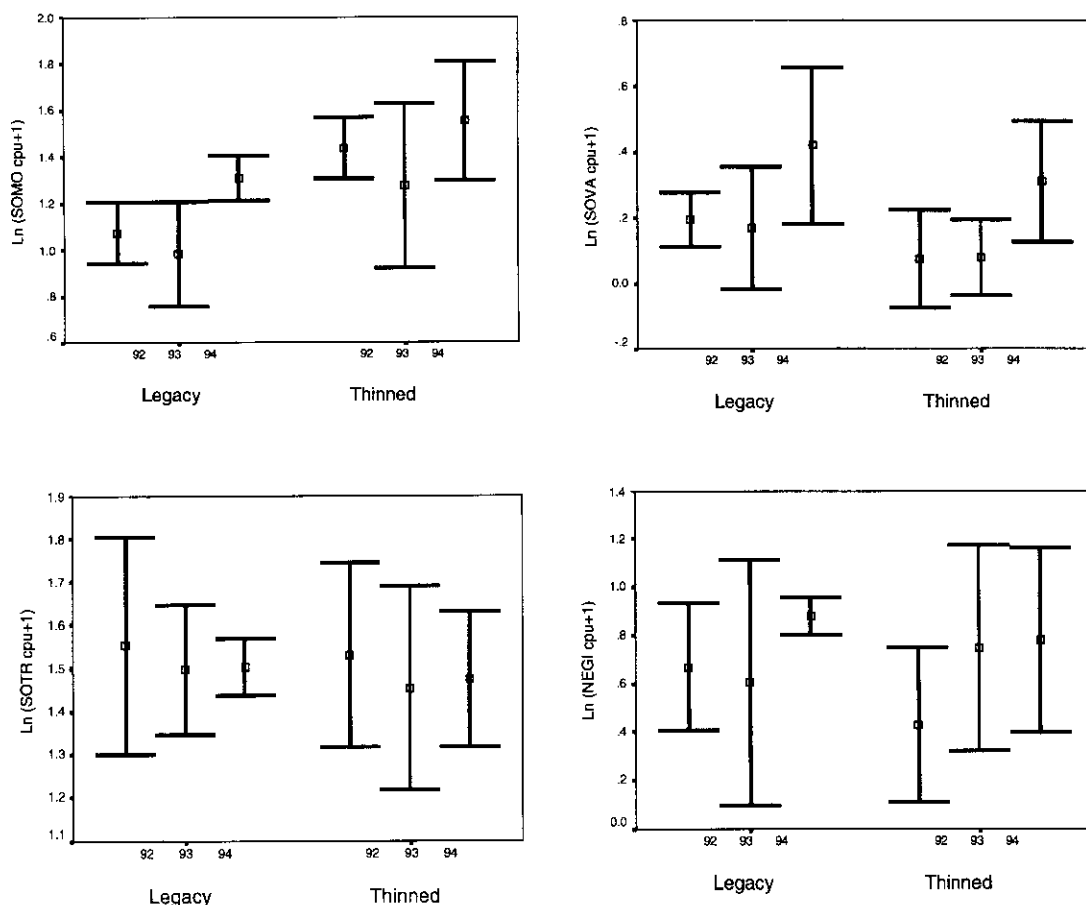 Ln (SOMO cpu+1)
2.0
1.8
1.6
1.4
1.2
1.0
.8
.6
92 93 94
92 93 94
Legacy
Thinned
Ln (SOVA cpu+1)
.8
.6
.4
.2
0.0
-.2
92 93 94
92 93 94
Legacy
Thinned
Ln (SOTR cpu+1)
1.9
1.8
1.7
1.6
1.5
1.4
1.3
1.2
1.1
92 93 94
92 93 94
Legacy
Thinned
Ln (NEGI cpu+1)
1.4
1.2
1.0
.8
.6
.4
.2
0.0
92 93 94
92 93 94
Legacy
Thinned